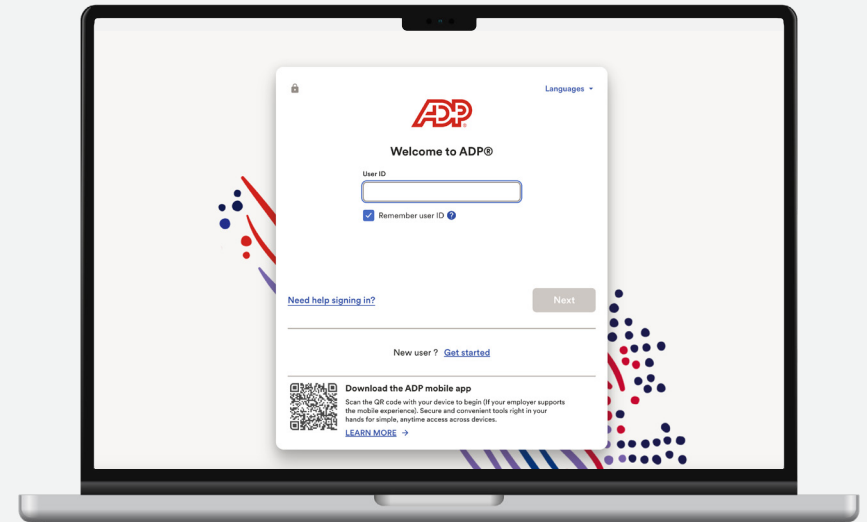 Languages
ADP
Welcome to ADP®
User ID
Remember user ID ?
Need help signing in?
Next
New user ? Get started
Download the ADP mobile app
Scan the QR code with your device to begin (If your employer supports
the mobile experience). Secure and convenient tools right in your
hands for simple, anytime access across devices.
LEARN MORE →